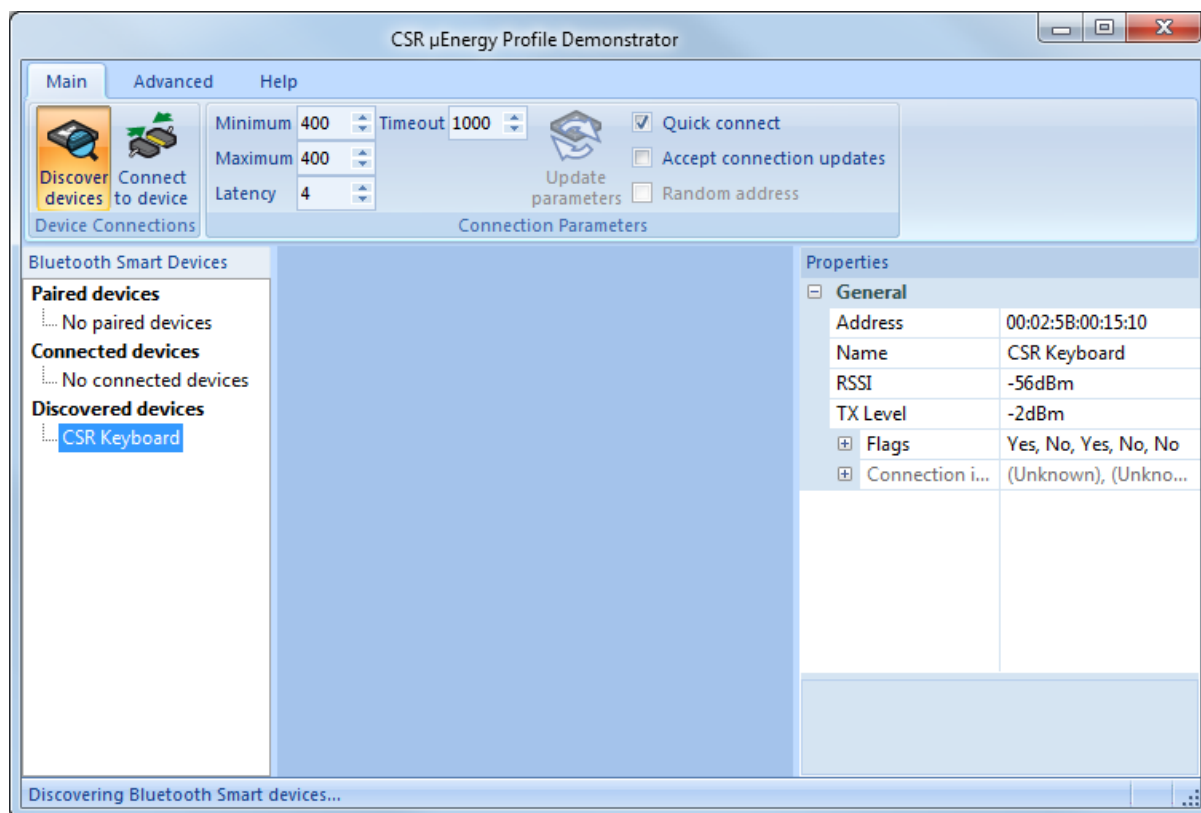 CSR µEnergy Profile Demonstrator
Main Advanced Help
Discover devices
Connect to device
Device Connections
Minimum 400
Maximum 400
Latency 4
Timeout 1000
Update parameters
Quick connect
Accept connection updates
Random address
Connection Parameters
Bluetooth Smart Devices
Paired devices
No paired devices
Connected devices
No connected devices
Discovered devices
CSR Keyboard
Properties
General
Address 00:02:5B:00:15:10
Name CSR Keyboard
RSSI -56dBm
TX Level -2dBm
Flags Yes, No, Yes, No, No
Connection i... (Unknown), (Unkno...
Discovering Bluetooth Smart devices...